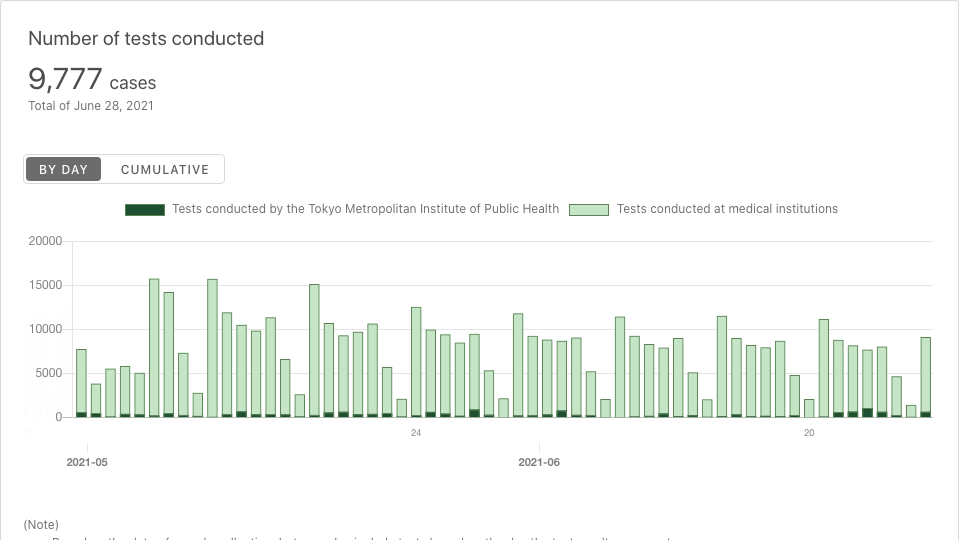 Number of tests conducted
9,777 cases
Total of June 28, 2021
BY DAY CUMULATIVE
Tests conducted by the Tokyo Metropolitan Institute of Public Health Tests conducted at medical institutions
20000
15000
10000
5000
0
24 20
2021-05 2021-06
(Note)